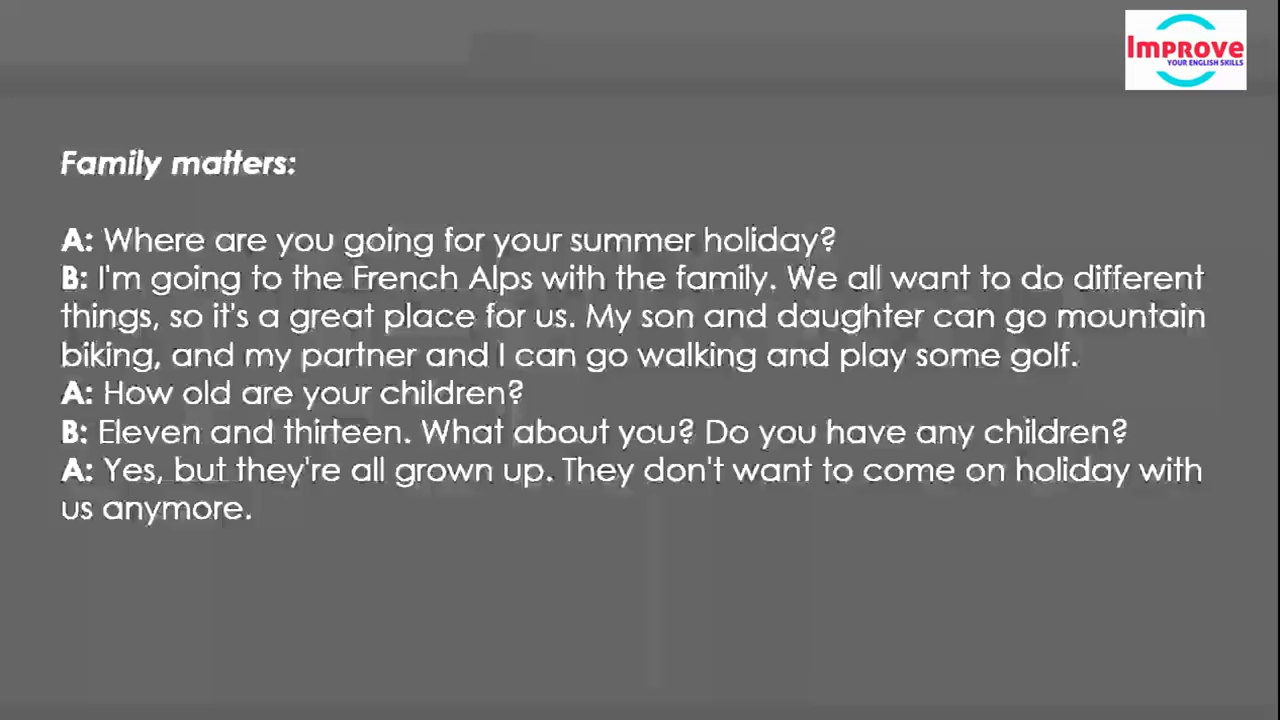 IMPROVE
YOUR ENGLISH SKILLS
Family matters:
A: Where are you going for your summer holiday?
B: I'm going to the French Alps with the family. We all want to do different
things, so it's a great place for us. My son and daughter can go mountain
biking, and my partner and I can go walking and play some golf.
A: How old are your children?
B: Eleven and thirteen. What about you? Do you have any children?
A: Yes, but they're all grown up. They don't want to come on holiday with
us anymore.